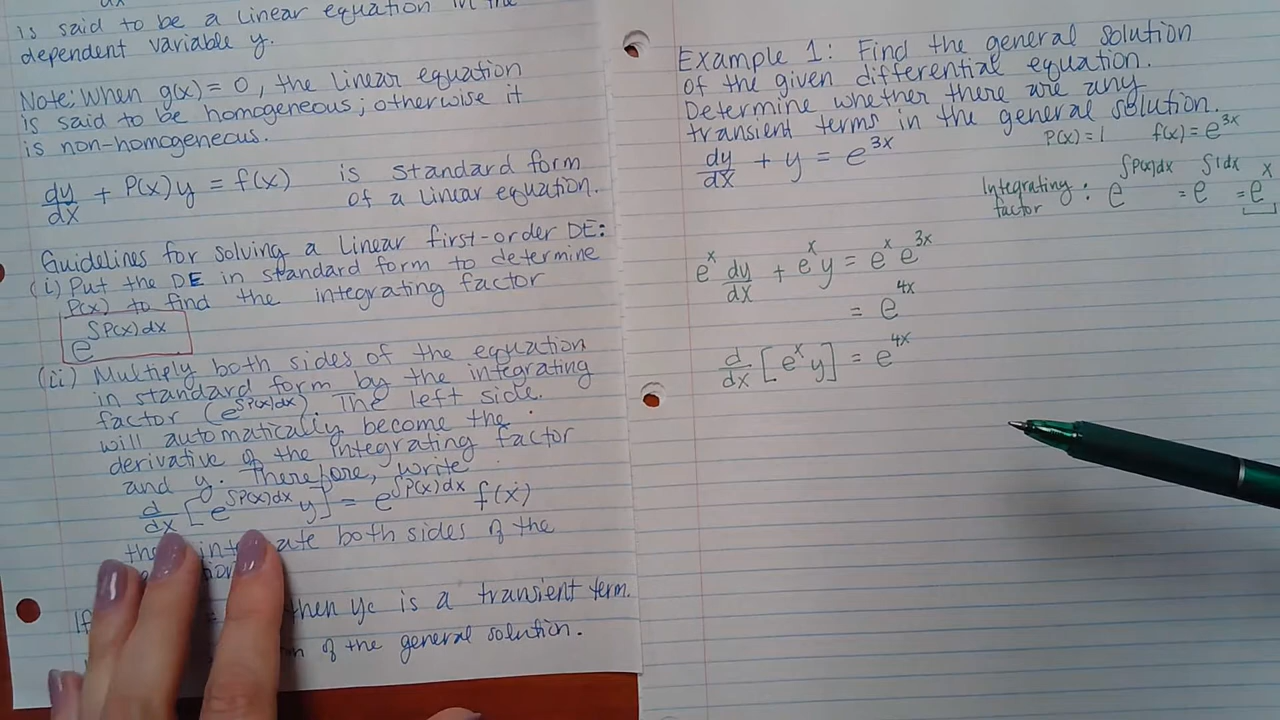 dx
is said to be a linear equation in the
dependent variable y.
Note: When g(x) = 0, the linear equation
is said to be homogeneous; otherwise it
is non-homogeneous.
dy/dx + P(x)y = f(x) is standard form
of a linear equation.
Guidelines for solving a linear first-order DE:
(i) Put the DE in standard form to determine
P(x) to find the integrating factor
e^∫P(x)dx
(ii) Multiply both sides of the equation
in standard form by the integrating
factor (e^∫P(x)dx). The left side
will automatically become the
derivative of the integrating factor
and y. Therefore, write
d/dx [e^∫P(x)dx y] = e^∫P(x)dx f(x)
both sides of the
If then yc is a transient term.
of the general solution.
Example 1: Find the general solution
of the given differential equation.
Determine whether there are any
transient terms in the general solution.
P(x) = 1 f(x) = e^3x
dy/dx + y = e^3x
Integrating factor : e^∫P(x)dx = e^∫1dx = e^x
e^x dy/dx + e^x y = e^x e^3x
= e^4x
d/dx [e^x y] = e^4x